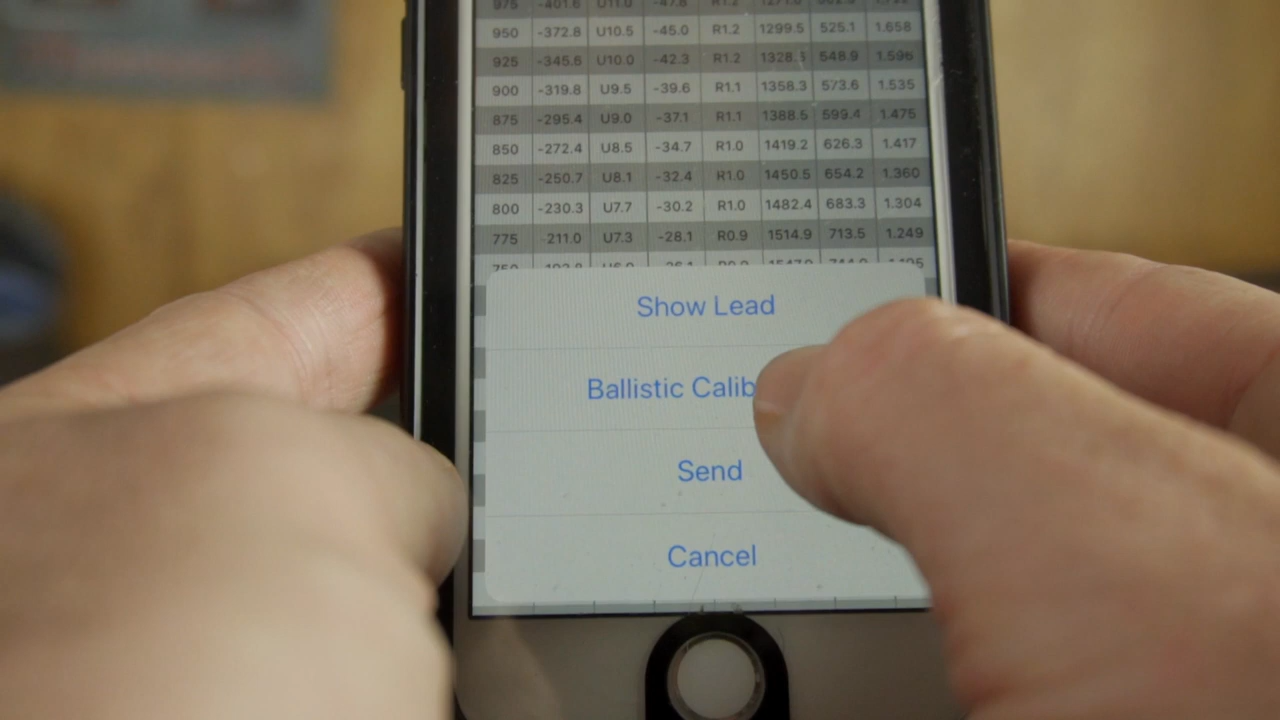 950 -372.8 U10.5 -45.0 R1.2 1299.5 525.1 1.658
925 -345.8 U10.0 -42.3 R1.2 1328.3 548.9 1.596
900 -319.8 U9.5 -39.6 R1.1 1358.3 573.6 1.535
875 -295.4 U9.0 -37.1 R1.1 1388.5 599.4 1.475
850 -272.4 U8.5 -34.7 R1.0 1419.2 626.3 1.417
825 -250.7 U8.1 -32.4 R1.0 1450.5 654.2 1.360
800 -230.3 U7.7 -30.2 R1.0 1482.4 683.3 1.304
775 211.0 U7.3 -28.1 R0.9 1514.9 713.5 1.249
Show Lead
Ballistic Calib
Send
Cancel